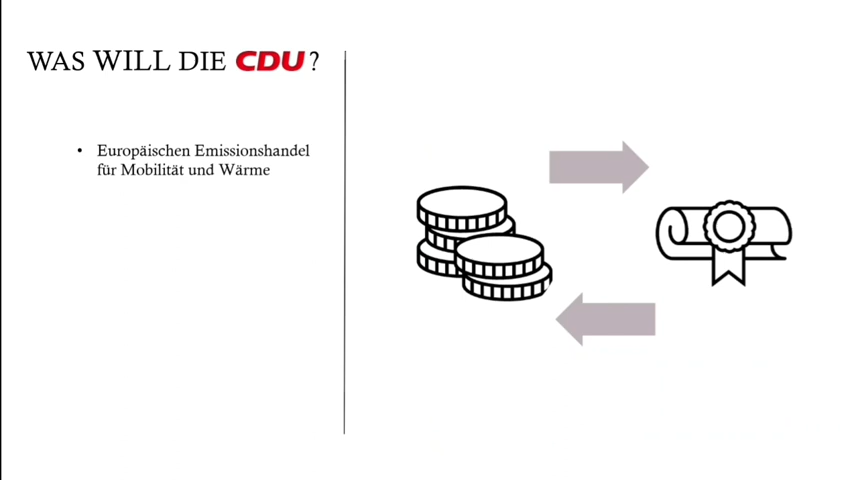 WAS WILL DIE CDU?
• Europäischen Emissionshandel
für Mobilität und Wärme